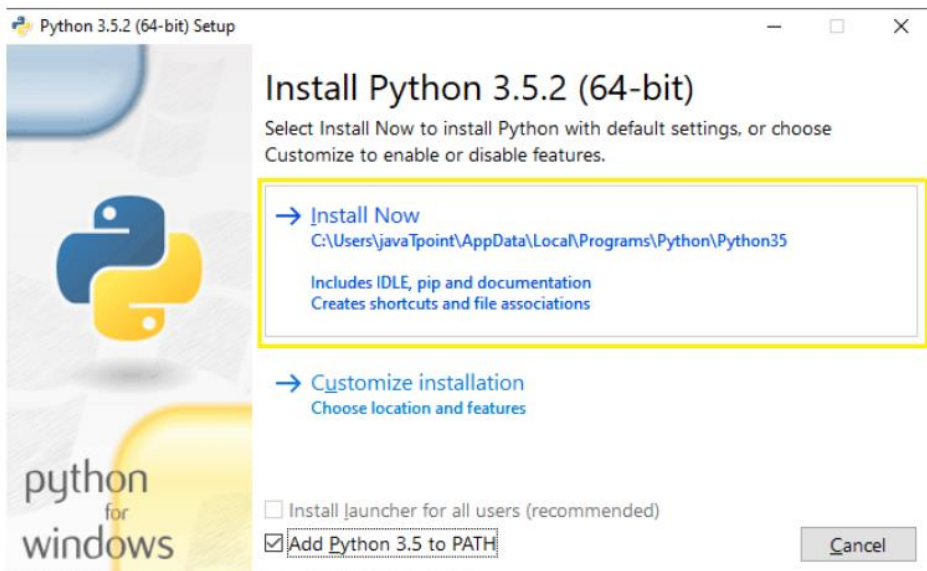 Python 3.5.2 (64-bit) Setup
Install Python 3.5.2 (64-bit)
Select Install Now to install Python with default settings, or choose
Customize to enable or disable features.
Install Now
C:\Users\javaTpoint\AppData\Local\Programs\Python\Python35
Includes IDLE, pip and documentation
Creates shortcuts and file associations
Customize installation
Choose location and features
python
for
windows
Install launcher for all users (recommended)
Add Python 3.5 to PATH
Cancel